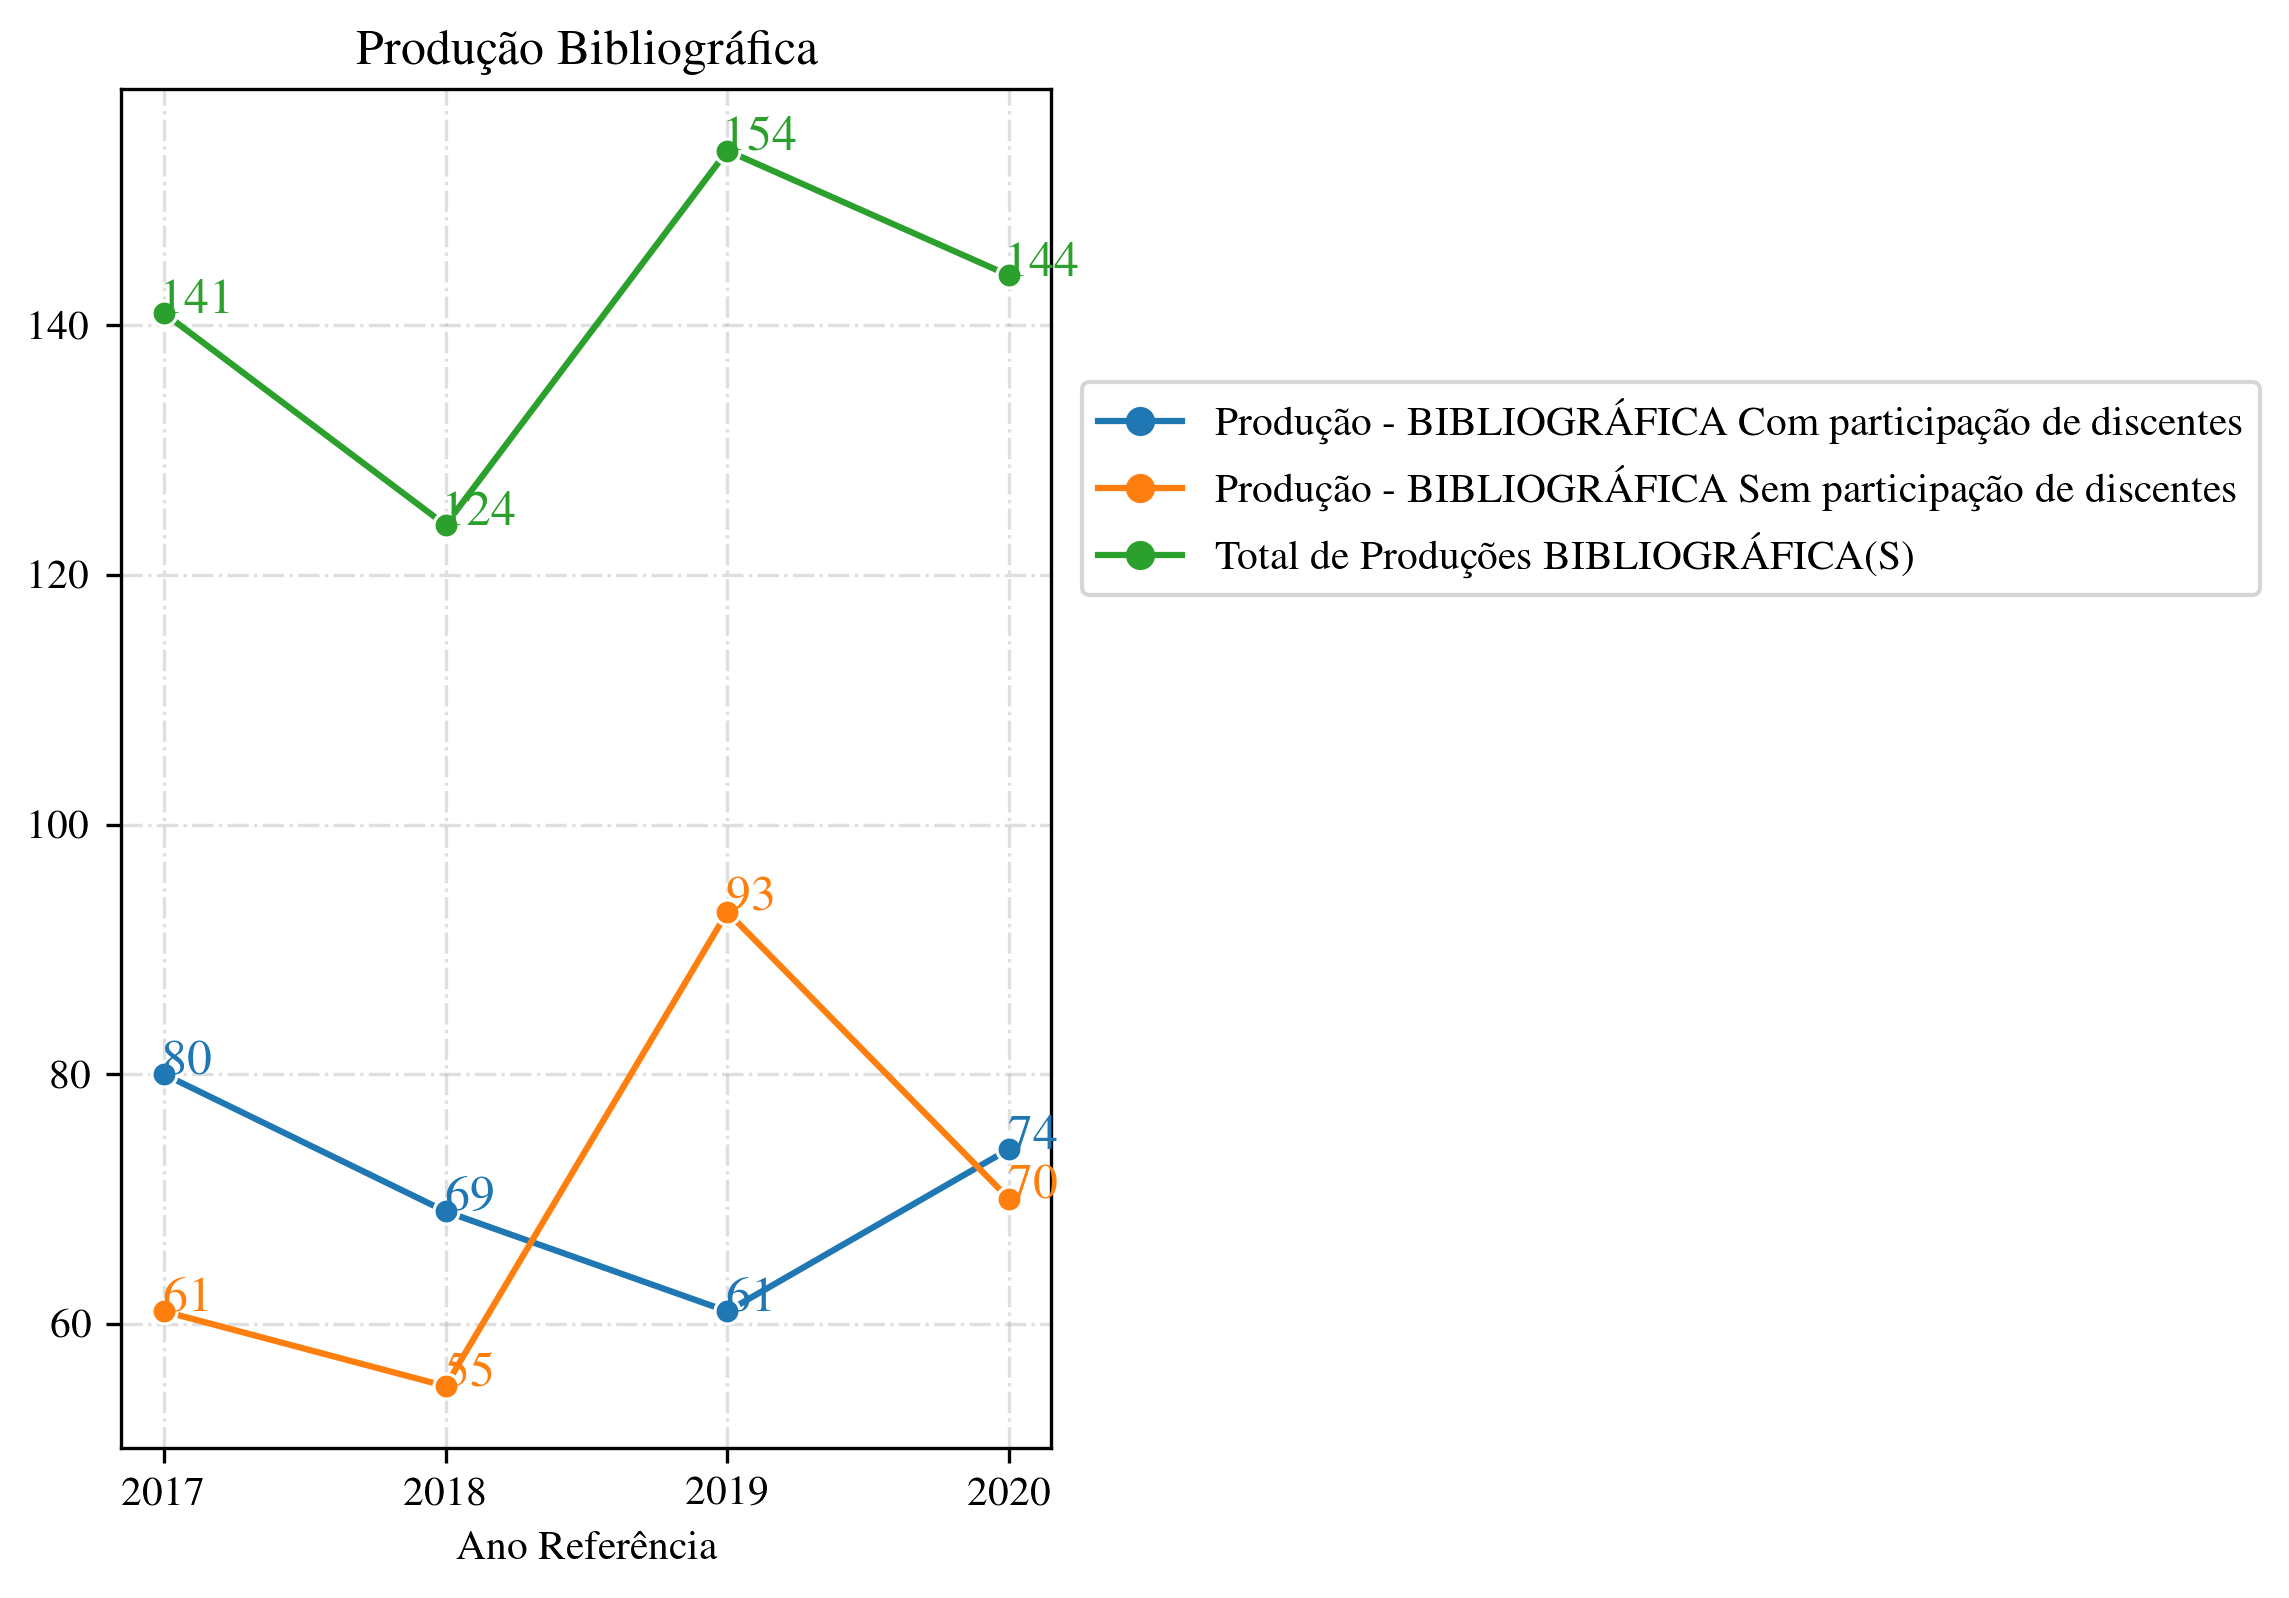 Produção Bibliográfica
154
144
141
140
124
120
100
93
80
80
74
70
69
61
61
60
55
2017 2018 2019 2020
Ano Referência
Produção - BIBLIOGRÁFICA Com participação de discentes
Produção - BIBLIOGRÁFICA Sem participação de discentes
Total de Produções BIBLIOGRÁFICA(S)